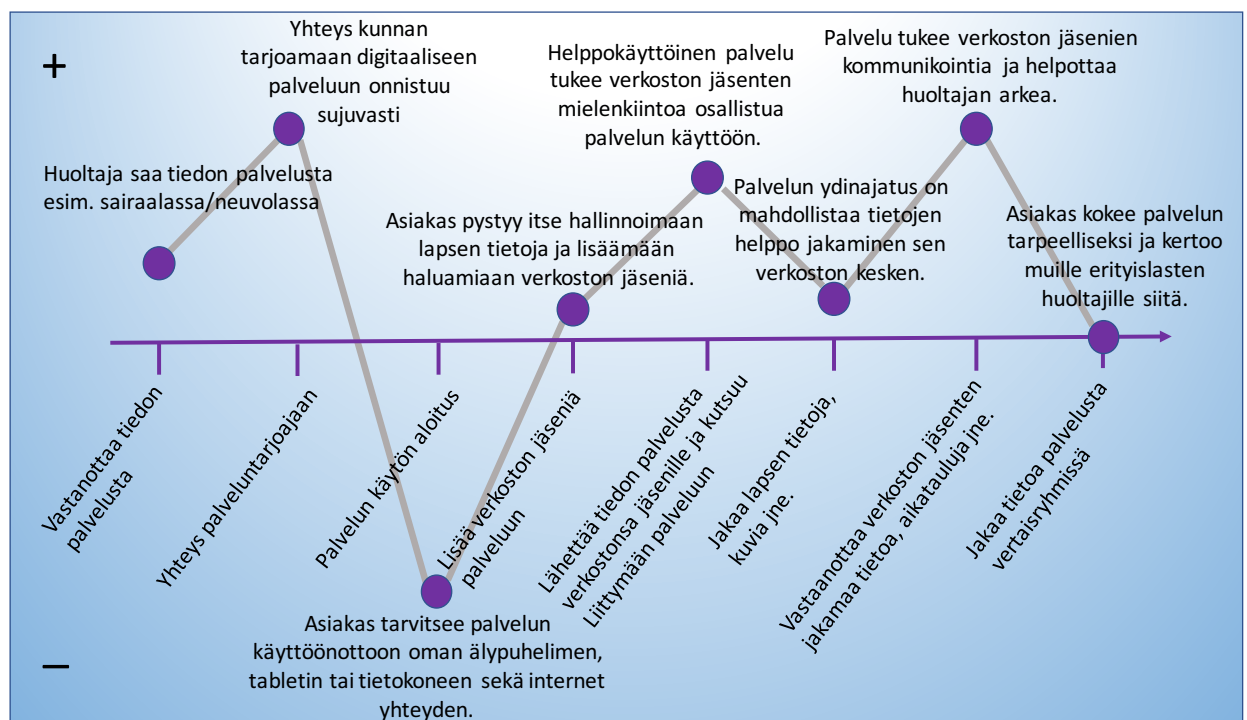 +
Yhteys kunnan
tarjoamaan digitaaliseen
palveluun onnistuu
sujuvasti
Huoltaja saa tiedon palvelusta
esim. sairaalassa/neuvolassa
Helppokäyttöinen palvelu
tukee verkoston jäsenten
mielenkiintoa osallistua
palvelun käyttöön.
Asiakas pystyy itse hallinnoimaan
lapsen tietoja ja lisäämään
haluamiaan verkoston jäseniä.
Palvelu tukee verkoston jäsenien
kommunikointia ja helpottaa
huoltajan arkea.
Palvelun ydinajatus on
mahdollistaa tietojen
helppo jakaminen sen
verkoston kesken.
Asiakas kokee palvelun
tarpeelliseksi ja kertoo
muille erityislasten
huoltajille siitä.
Vastanottaa tiedon
palvelusta
Yhteys palveluntarjoajaan
Palvelun käytön aloitus
Lisää verkoston jäseniä
palveluun
Lähettää tiedon palvelusta
verkostonsa jäsenille ja kutsuu
Liittymään palveluun
Jakaa lapsen tietoja,
kuvia jne.
Vastaanottaa verkoston jäsenten
jakamaa tietoa, aikatauluja jne.
Jakaa tietoa palvelusta
vertaisryhmissä
Asiakas tarvitsee palvelun
käyttöönottoon oman älypuhelimen,
tabletin tai tietokoneen sekä internet
yhteyden.
–